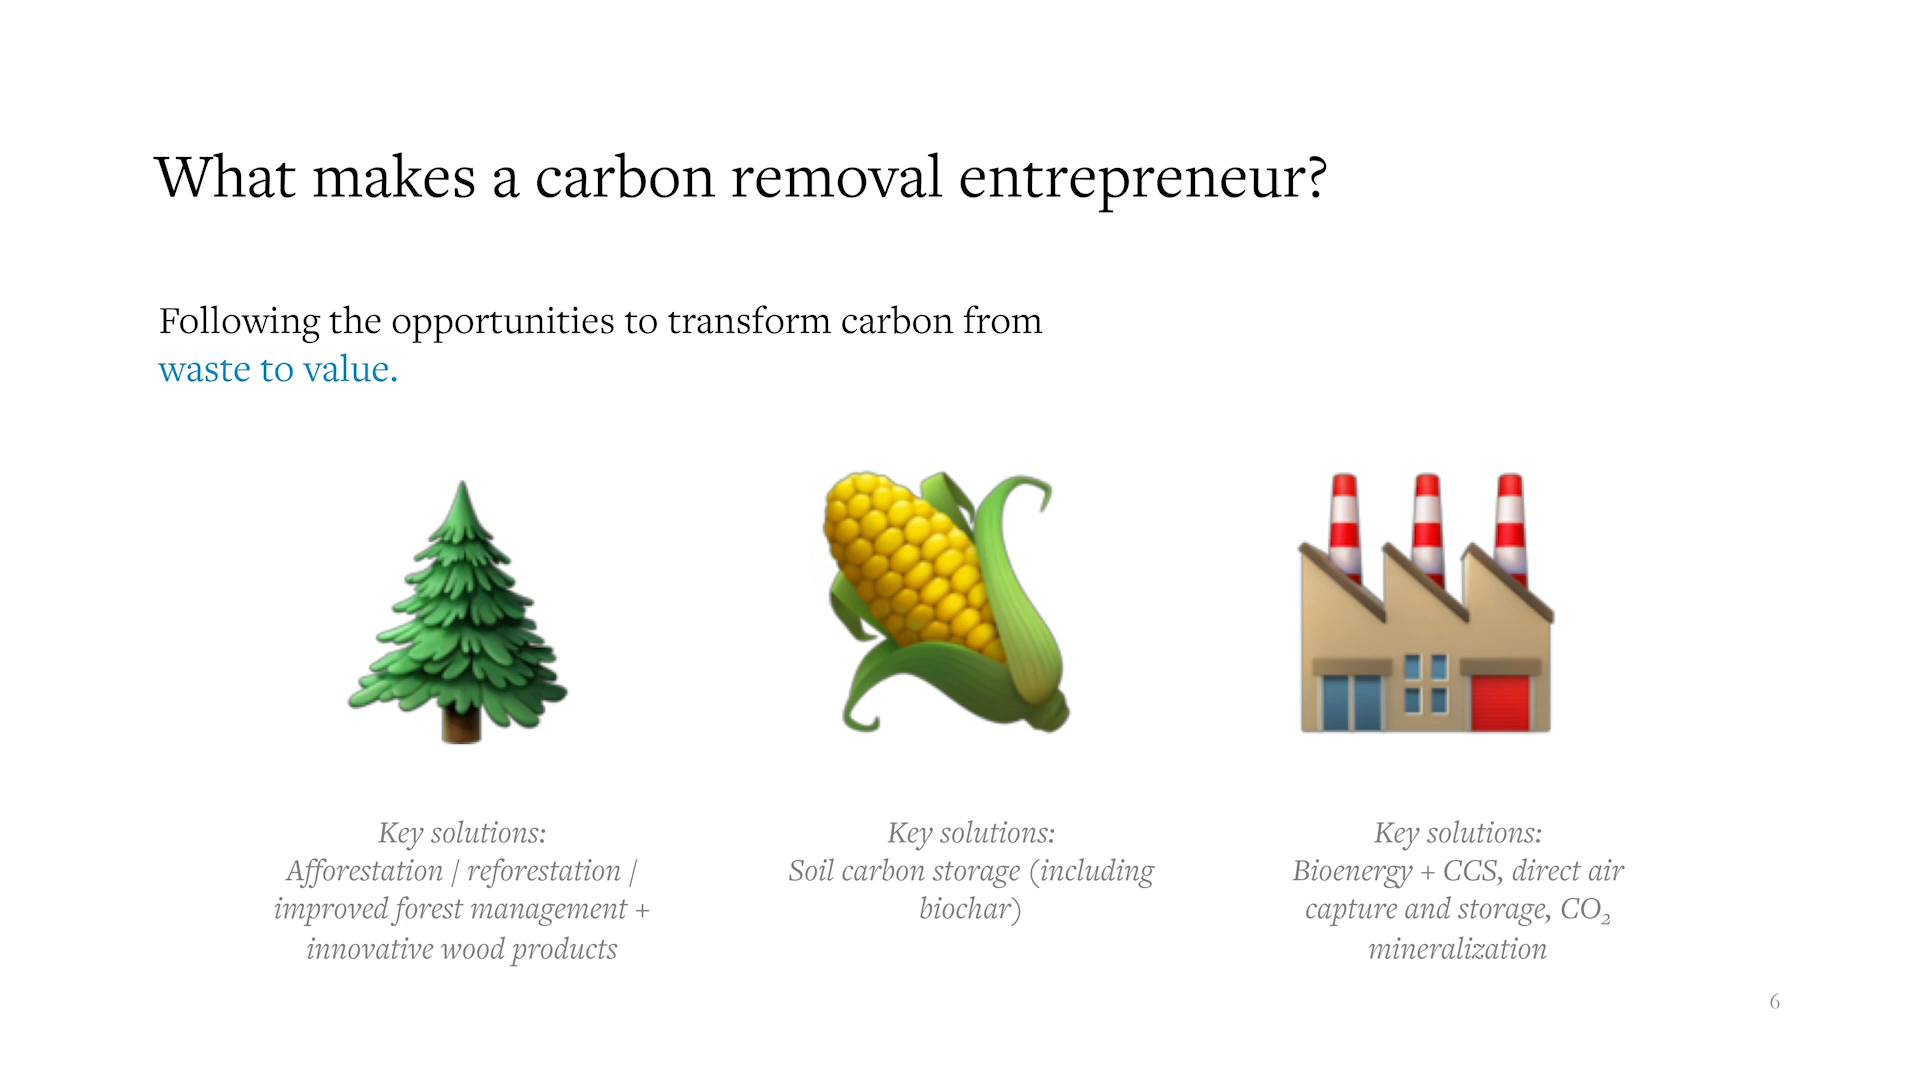 What makes a carbon removal entrepreneur?
Following the opportunities to transform carbon from
waste to value.
Key solutions:
Afforestation / reforestation /
improved forest management +
innovative wood products
Key solutions:
Soil carbon storage (including
biochar)
Key solutions:
Bioenergy + CCS, direct air
capture and storage, CO₂
mineralization
6